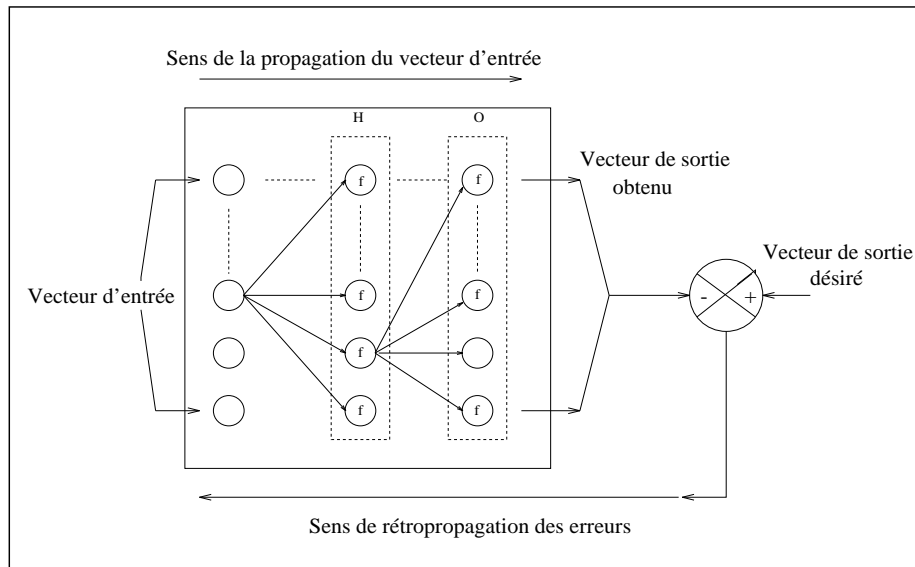 Sens de la propagation du vecteur d'entrée
H
O
f
f
Vecteur de sortie
obtenu
Vecteur de sortie
désiré
Vecteur d'entrée
f
f
-
+
f
f
f
Sens de rétropropagation des erreurs